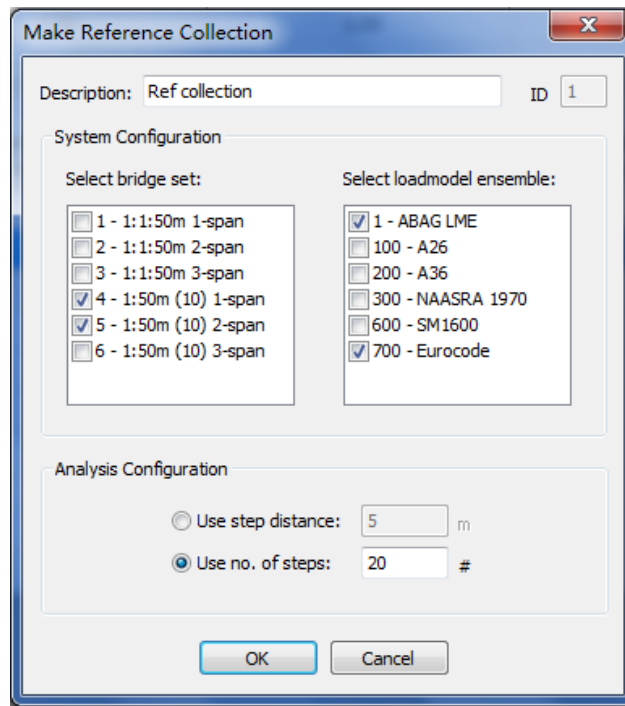 Make Reference Collection
Description: Ref collection ID 1
System Configuration
Select bridge set:
1 - 1:1:50m 1-span
2 - 1:1:50m 2-span
3 - 1:1:50m 3-span
4 - 1:50m (10) 1-span
5 - 1:50m (10) 2-span
6 - 1:50m (10) 3-span
Select loadmodel ensemble:
1 - ABAG LME
100 - A26
200 - A36
300 - NAASRA 1970
600 - SM1600
700 - Eurocode
Analysis Configuration
Use step distance: 5 m
Use no. of steps: 20 #
OK Cancel